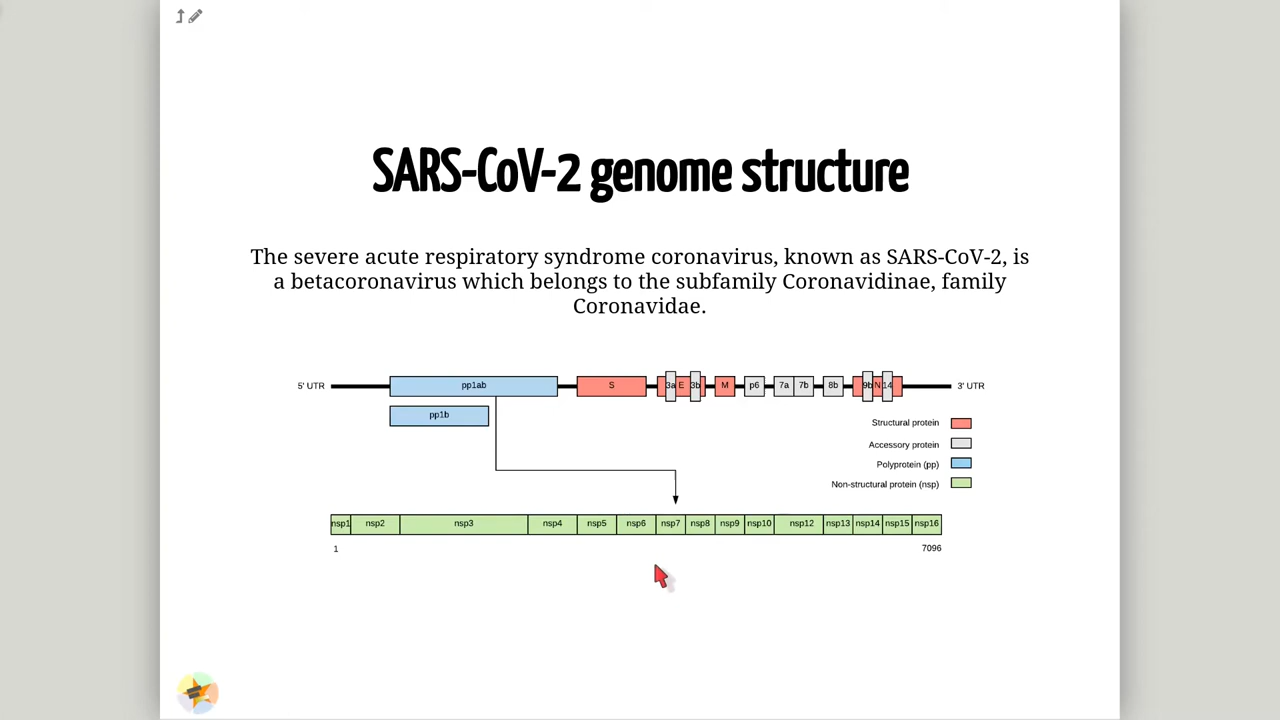 SARS-CoV-2 genome structure
The severe acute respiratory syndrome coronavirus, known as SARS-CoV-2, is
a betacoronavirus which belongs to the subfamily Coronavidinae, family
Coronavidae.
5' UTR pp1ab S 3a E 3b M p6 7a 7b 8b 9b N 14 3' UTR
pp1b
Structural protein
Accessory protein
Polyprotein (pp)
Non-structural protein (nsp)
nsp1 nsp2 nsp3 nsp4 nsp5 nsp6 nsp7 nsp8 nsp9 nsp10 nsp12 nsp13 nsp14 nsp15 nsp16
1 7096